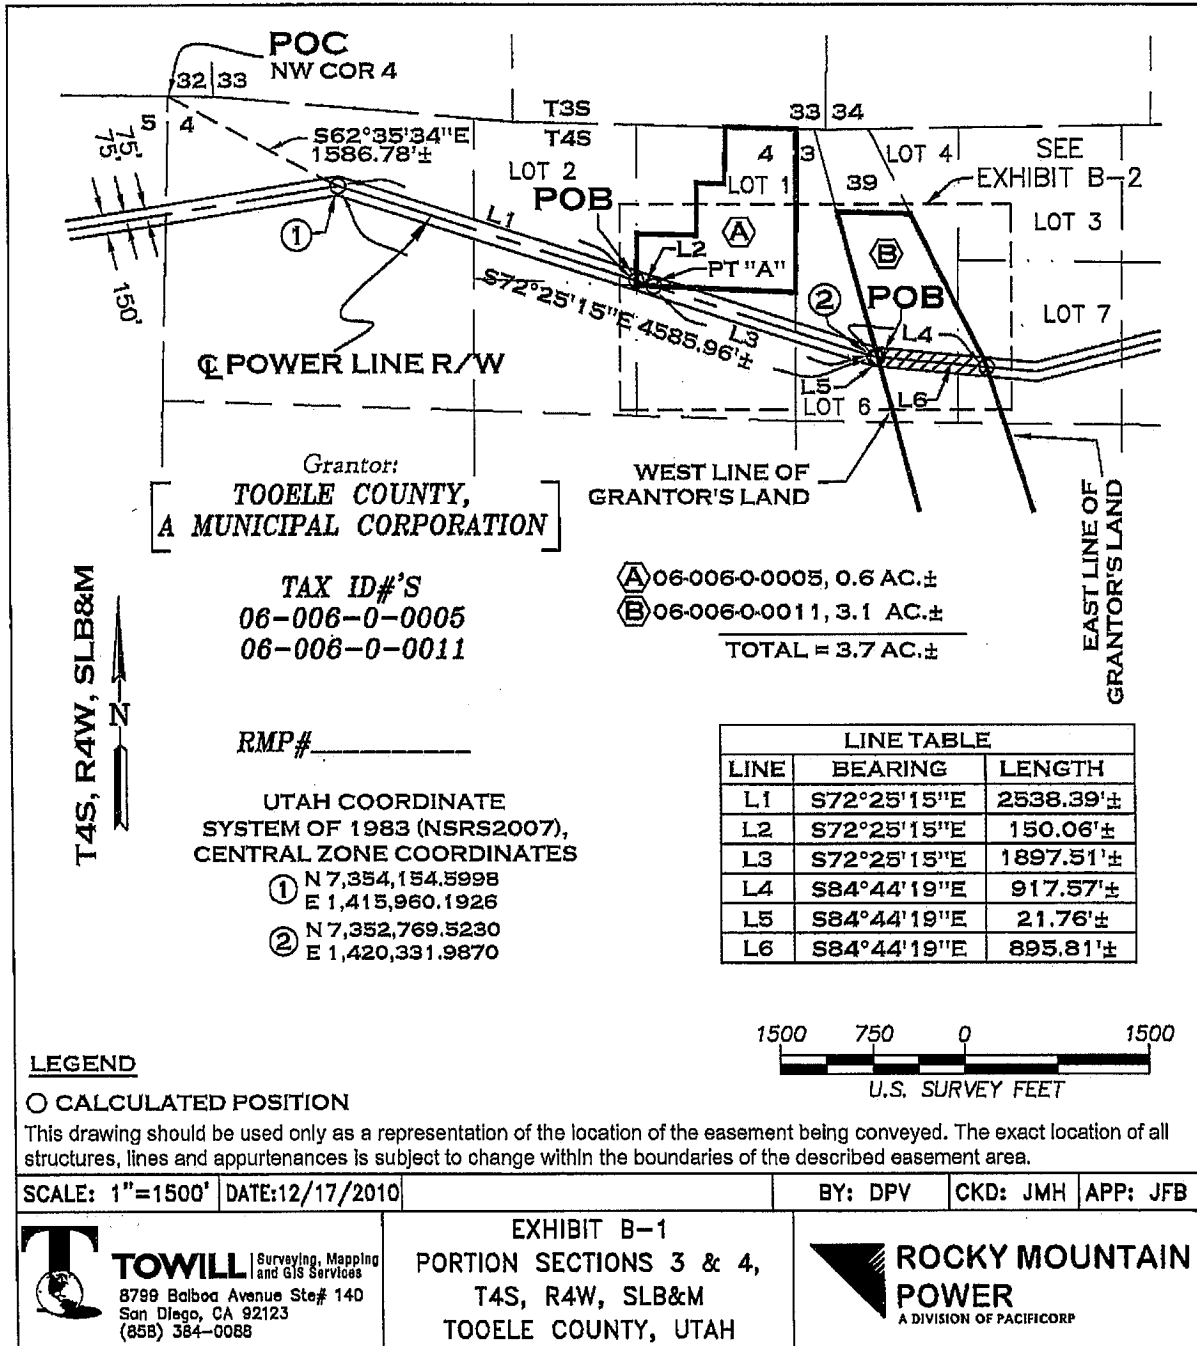 POC
NW COR 4
32 33
5 4
T3S
T4S
33 34
S62°35'34"E
1586.78'±
75'
75'
150'
1
LOT 2
POB
L1
L2
4 3
LOT 1
A
PT "A"
39
LOT 4
SEE
EXHIBIT B-2
LOT 3
B
POB
2
LOT 7
S72°25'15"E 4585.96'±
L3
L4
L5
L6
LOT 6
℄ POWER LINE R/W
WEST LINE OF
GRANTOR'S LAND
EAST LINE OF
GRANTOR'S LAND
Grantor:
TOOELE COUNTY,
A MUNICIPAL CORPORATION
TAX ID#'S
06-006-0-0005
06-006-0-0011
A 06-006-0-0005, 0.6 AC.±
B 06-006-0-0011, 3.1 AC.±
TOTAL = 3.7 AC.±
T4S, R4W, SLB&M
N
RMP#__________
UTAH COORDINATE
SYSTEM OF 1983 (NSRS2007),
CENTRAL ZONE COORDINATES
1 N 7,354,154.5998
E 1,415,960.1926
2 N 7,352,769.5230
E 1,420,331.9870
LINE TABLE
LINE BEARING LENGTH
L1 S72°25'15"E 2538.39'±
L2 S72°25'15"E 150.06'±
L3 S72°25'15"E 1897.51'±
L4 S84°44'19"E 917.57'±
L5 S84°44'19"E 21.76'±
L6 S84°44'19"E 895.81'±
1500 750 0 1500
U.S. SURVEY FEET
LEGEND
CALCULATED POSITION
This drawing should be used only as a representation of the location of the easement being conveyed. The exact location of all
structures, lines and appurtenances is subject to change within the boundaries of the described easement area.
SCALE: 1"=1500' DATE:12/17/2010 BY: DPV CKD: JMH APP: JFB
TOWILL
Surveying, Mapping
and GIS Services
8799 Balboa Avenue Ste# 140
San Diego, CA 92123
(858) 384-0088
EXHIBIT B-1
PORTION SECTIONS 3 & 4,
T4S, R4W, SLB&M
TOOELE COUNTY, UTAH
ROCKY MOUNTAIN
POWER
A DIVISION OF PACIFICORP